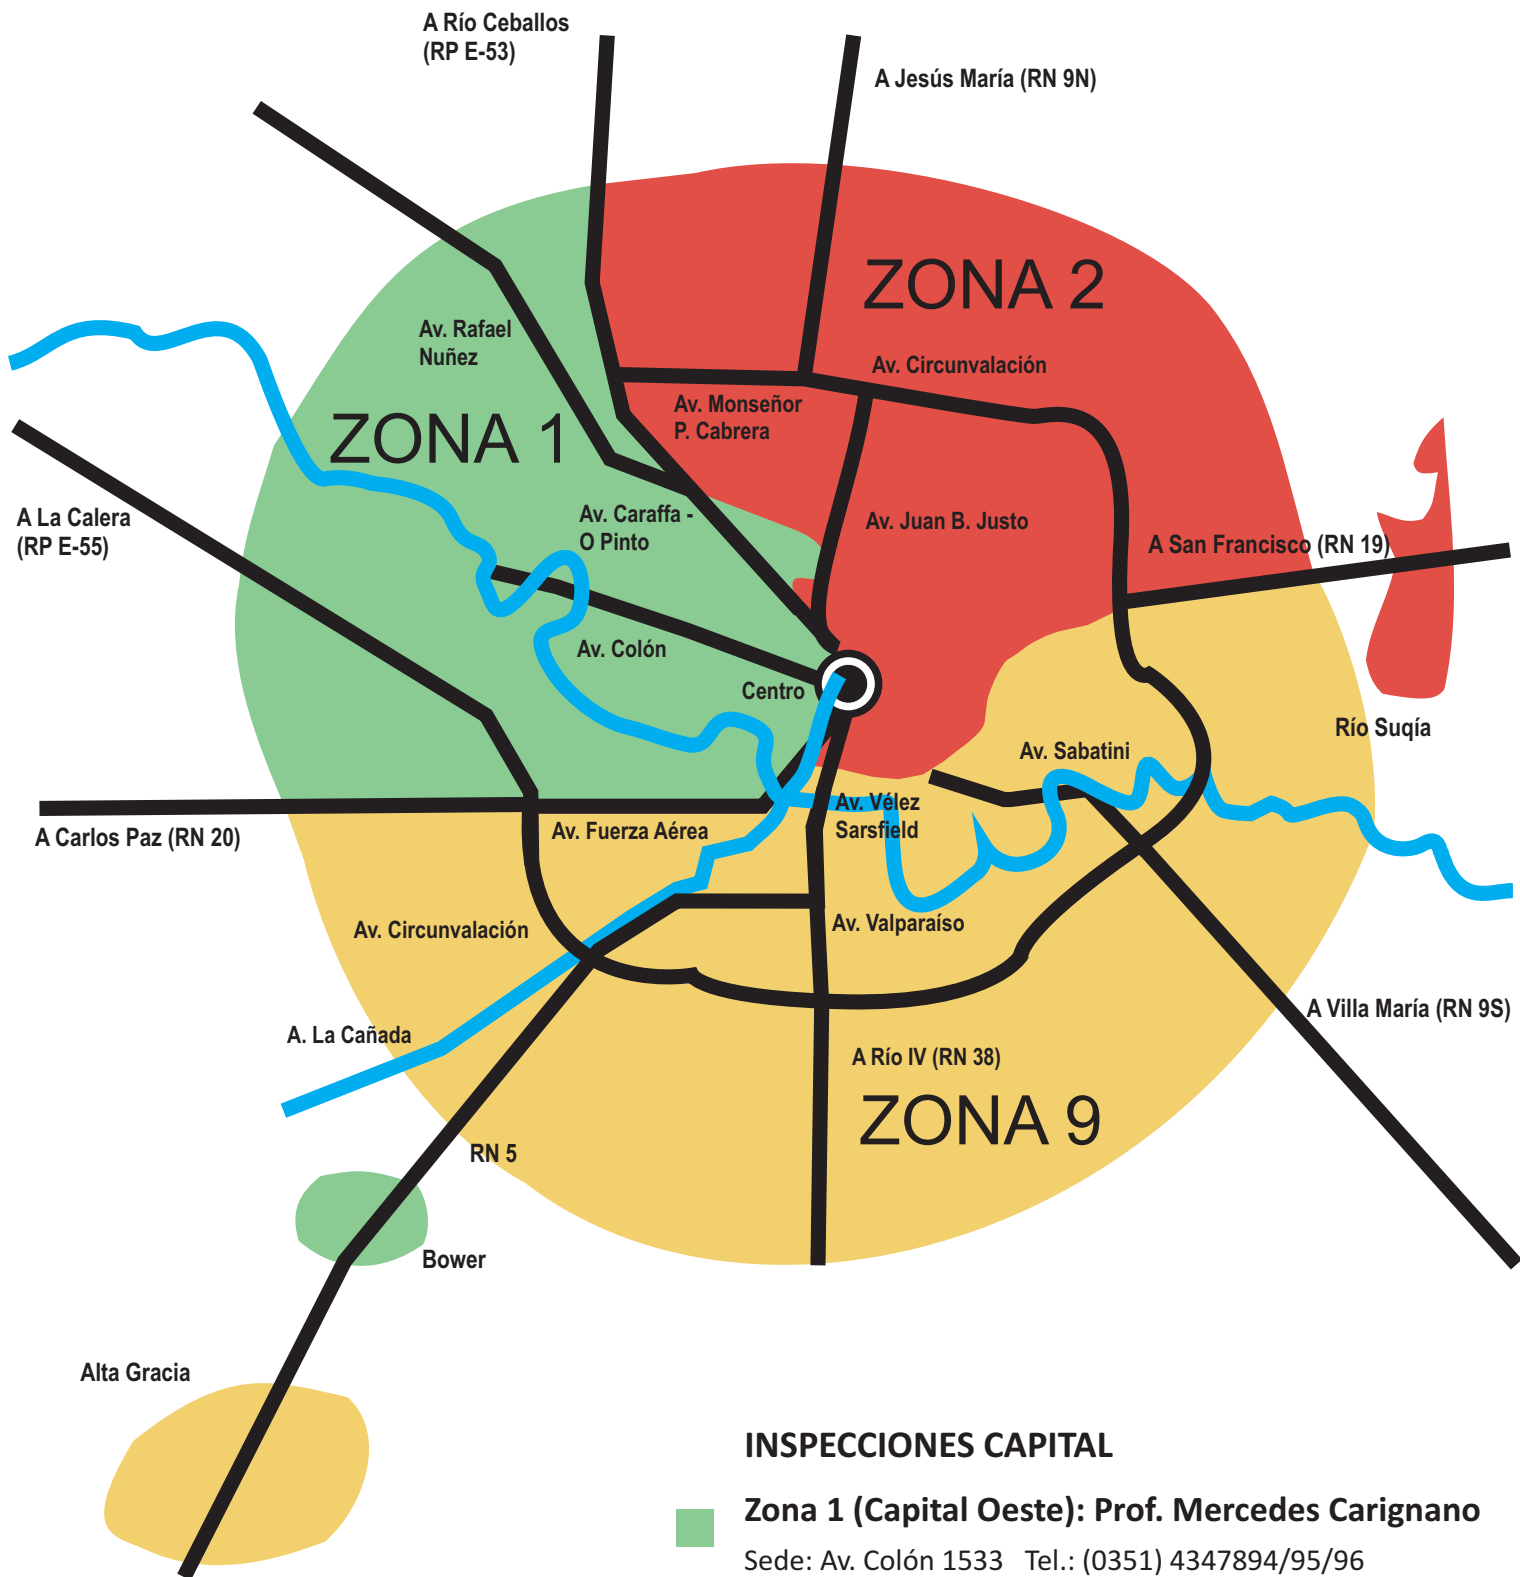 A Río Ceballos
(RP E-53)
A Jesús María (RN 9N)
ZONA 2
Av. Rafael
Nuñez
Av. Circunvalación
Av. Monseñor
P. Cabrera
ZONA 1
A La Calera
(RP E-55)
Av. Caraffa -
O Pinto
Av. Juan B. Justo
A San Francisco (RN 19)
Av. Colón
Centro
Río Suqía
Av. Sabatini
A Carlos Paz (RN 20)
Av. Fuerza Aérea
Av. Vélez
Sarsfield
Av. Circunvalación
Av. Valparaíso
A. La Cañada
A Villa María (RN 9S)
A Río IV (RN 38)
ZONA 9
RN 5
Bower
Alta Gracia
INSPECCIONES CAPITAL
Zona 1 (Capital Oeste): Prof. Mercedes Carignano
Sede: Av. Colón 1533 Tel.: (0351) 4347894/95/96